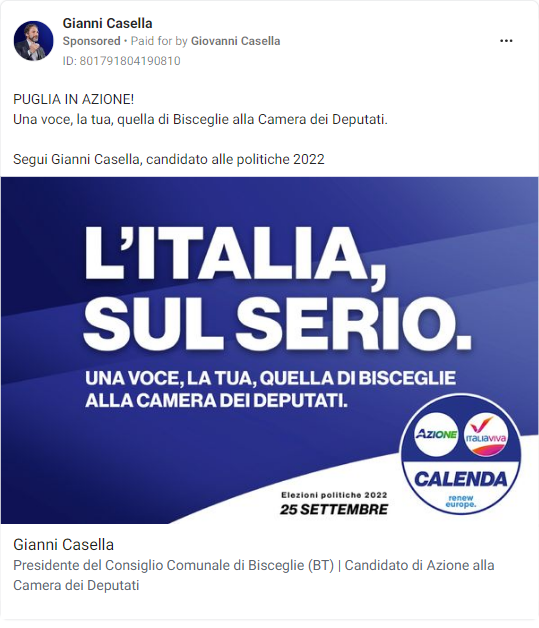 Gianni Casella
Sponsored • Paid for by Giovanni Casella
ID: 801791804190810
PUGLIA IN AZIONE!
Una voce, la tua, quella di Bisceglie alla Camera dei Deputati.
Segui Gianni Casella, candidato alle politiche 2022
L'ITALIA,
SUL SERIO.
UNA VOCE, LA TUA, QUELLA DI BISCEGLIE
ALLA CAMERA DEI DEPUTATI.
AZIONE
ITALIAVIVA
CALENDA
renew
europe.
Elezioni politiche 2022
25 SETTEMBRE
Gianni Casella
Presidente del Consiglio Comunale di Bisceglie (BT) | Candidato di Azione alla
Camera dei Deputati